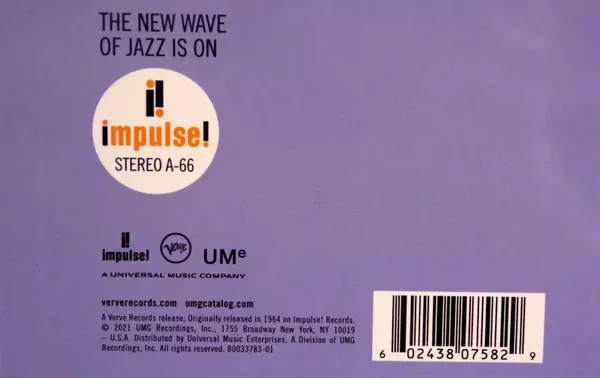 THE NEW WAVE
OF JAZZ IS ON
i!
impulse!
STEREO A-66
i!
impulse!
Verve
UMe
A UNIVERSAL MUSIC COMPANY
ververecords.com umgcatalog.com
A Verve Records release; Originally released in 1964 on Impulse! Records,
© 2021 UMG Recordings, Inc., 1755 Broadway New York, NY 10019
– U.S.A. Distributed by Universal Music Enterprises, A Division of UMG
Recordings, Inc. All rights reserved. B0033783-01
6 02438 07582 9